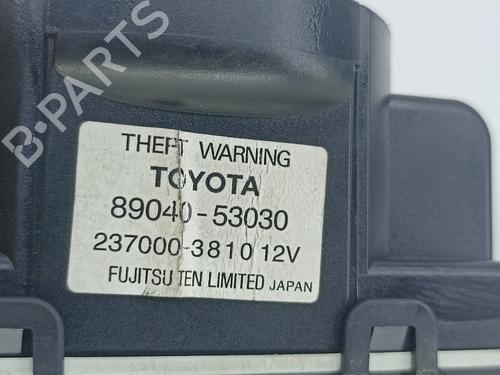 B-PARTS
THEFT WARNING
TOYOTA
89040-53030
237000-3810 12V
FUJITSU TEN LIMITED JAPAN